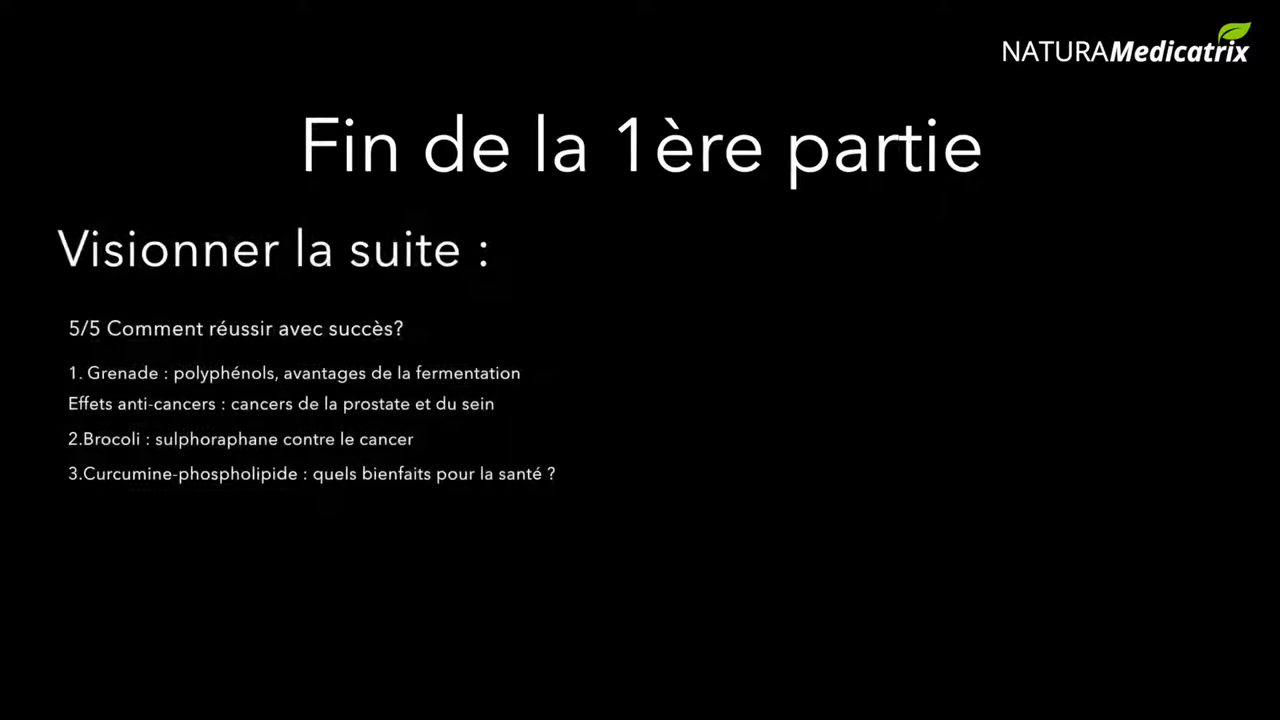 NATURAMedicatrix
Fin de la 1ère partie
Visionner la suite :
5/5 Comment réussir avec succès?
1. Grenade : polyphénols, avantages de la fermentation
Effets anti-cancers : cancers de la prostate et du sein
2.Brocoli : sulphoraphane contre le cancer
3.Curcumine-phospholipide : quels bienfaits pour la santé ?